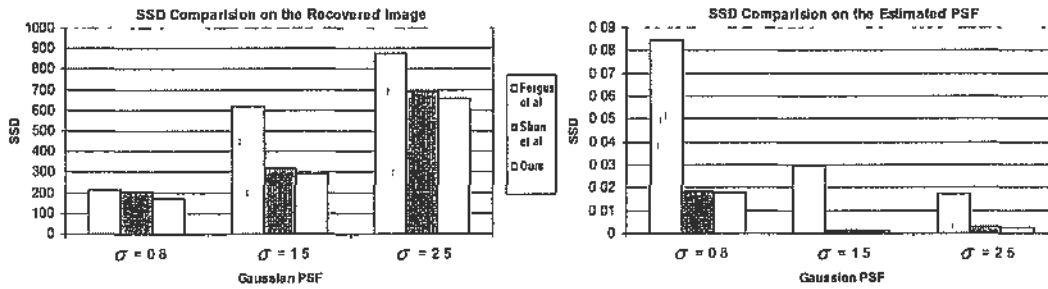 SSD Comparision on the Recovered Image
1000
900
800
700
600
500
400
300
200
100
0
SSD
σ = 0.8
σ = 1.5
σ = 2.5
Gaussian PSF
Fergus et al
Shan et al
Ours
SSD Comparision on the Estimated PSF
0.09
0.08
0.07
0.06
0.05
0.04
0.03
0.02
0.01
0
SSD
σ = 0.8
σ = 1.5
σ = 2.5
Gaussion PSF